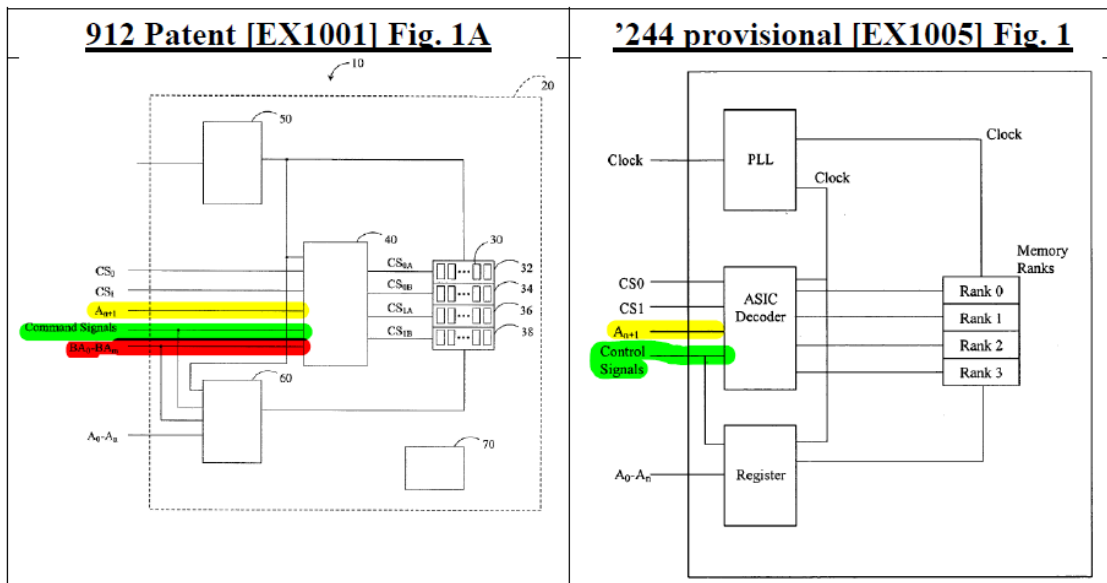 912 Patent [EX1001] Fig. 1A
10
20
50
40
30
CS₀
CS₁
Aₙ₊₁
Command Signals
BA₀-BAₘ
CS₀A
CS₀B
CS₁A
CS₁B
32
34
36
38
60
A₀-Aₙ
70
’244 provisional [EX1005] Fig. 1
Clock
PLL
Clock
Clock
Memory
Ranks
CS0
CS1
Aₙ₊₁
Control
Signals
ASIC
Decoder
Rank 0
Rank 1
Rank 2
Rank 3
A₀-Aₙ
Register